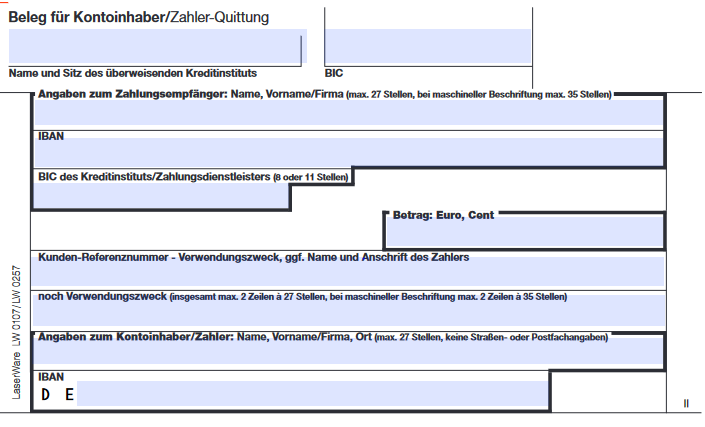 Beleg für Kontoinhaber/Zahler-Quittung
Name und Sitz des überweisenden Kreditinstituts
BIC
Angaben zum Zahlungsempfänger: Name, Vorname/Firma (max. 27 Stellen, bei maschineller Beschriftung max. 35 Stellen)
IBAN
BIC des Kreditinstituts/Zahlungsdienstleisters (8 oder 11 Stellen)
Betrag: Euro, Cent
Kunden-Referenznummer - Verwendungszweck, ggf. Name und Anschrift des Zahlers
noch Verwendungszweck (insgesamt max. 2 Zeilen à 27 Stellen, bei maschineller Beschriftung max. 2 Zeilen à 35 Stellen)
Angaben zum Kontoinhaber/Zahler: Name, Vorname/Firma, Ort (max. 27 Stellen, keine Straßen- oder Postfachangaben)
IBAN
D E
II
LaserWare LW 0107/LW 0257